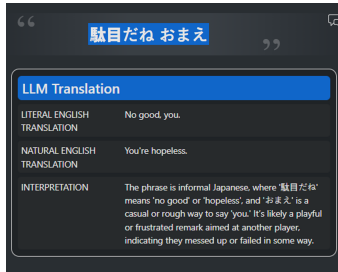 駄目だね おまえ
LLM Translation
LITERAL ENGLISH
TRANSLATION
No good, you.
NATURAL ENGLISH
TRANSLATION
You're hopeless.
INTERPRETATION
The phrase is informal Japanese, where '駄目だね'
means 'no good' or 'hopeless', and 'おまえ' is a
casual or rough way to say 'you.' It's likely a playful
or frustrated remark aimed at another player,
indicating they messed up or failed in some way.